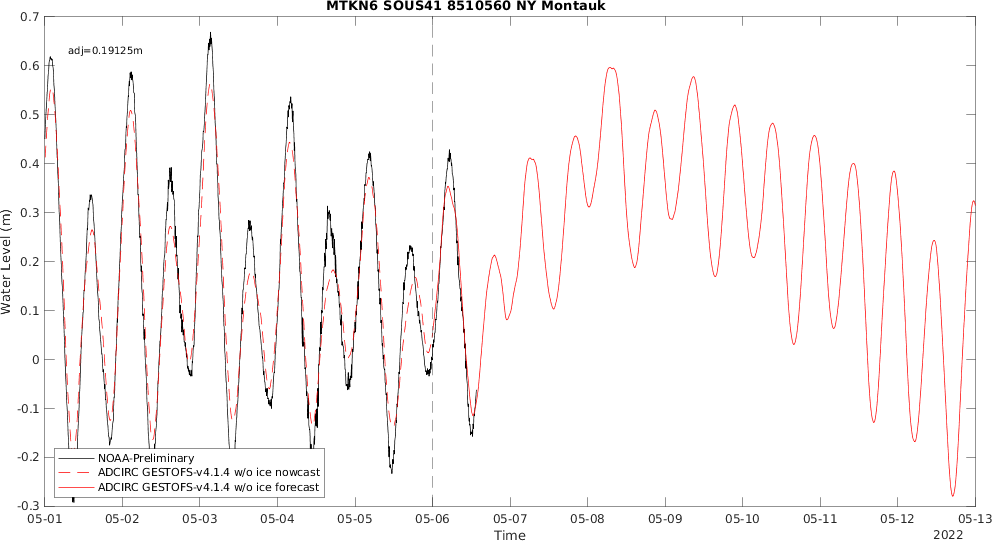 MTKN6 SOUS41 8510560 NY Montauk
adj=0.19125m
Water Level (m)
0.7
0.6
0.5
0.4
0.3
0.2
0.1
0
-0.1
-0.2
-0.3
NOAA-Preliminary
ADCIRC GESTOFS-v4.1.4 w/o ice nowcast
ADCIRC GESTOFS-v4.1.4 w/o ice forecast
05-01 05-02 05-03 05-04 05-05 05-06 05-07 05-08 05-09 05-10 05-11 05-12 05-13
Time
2022